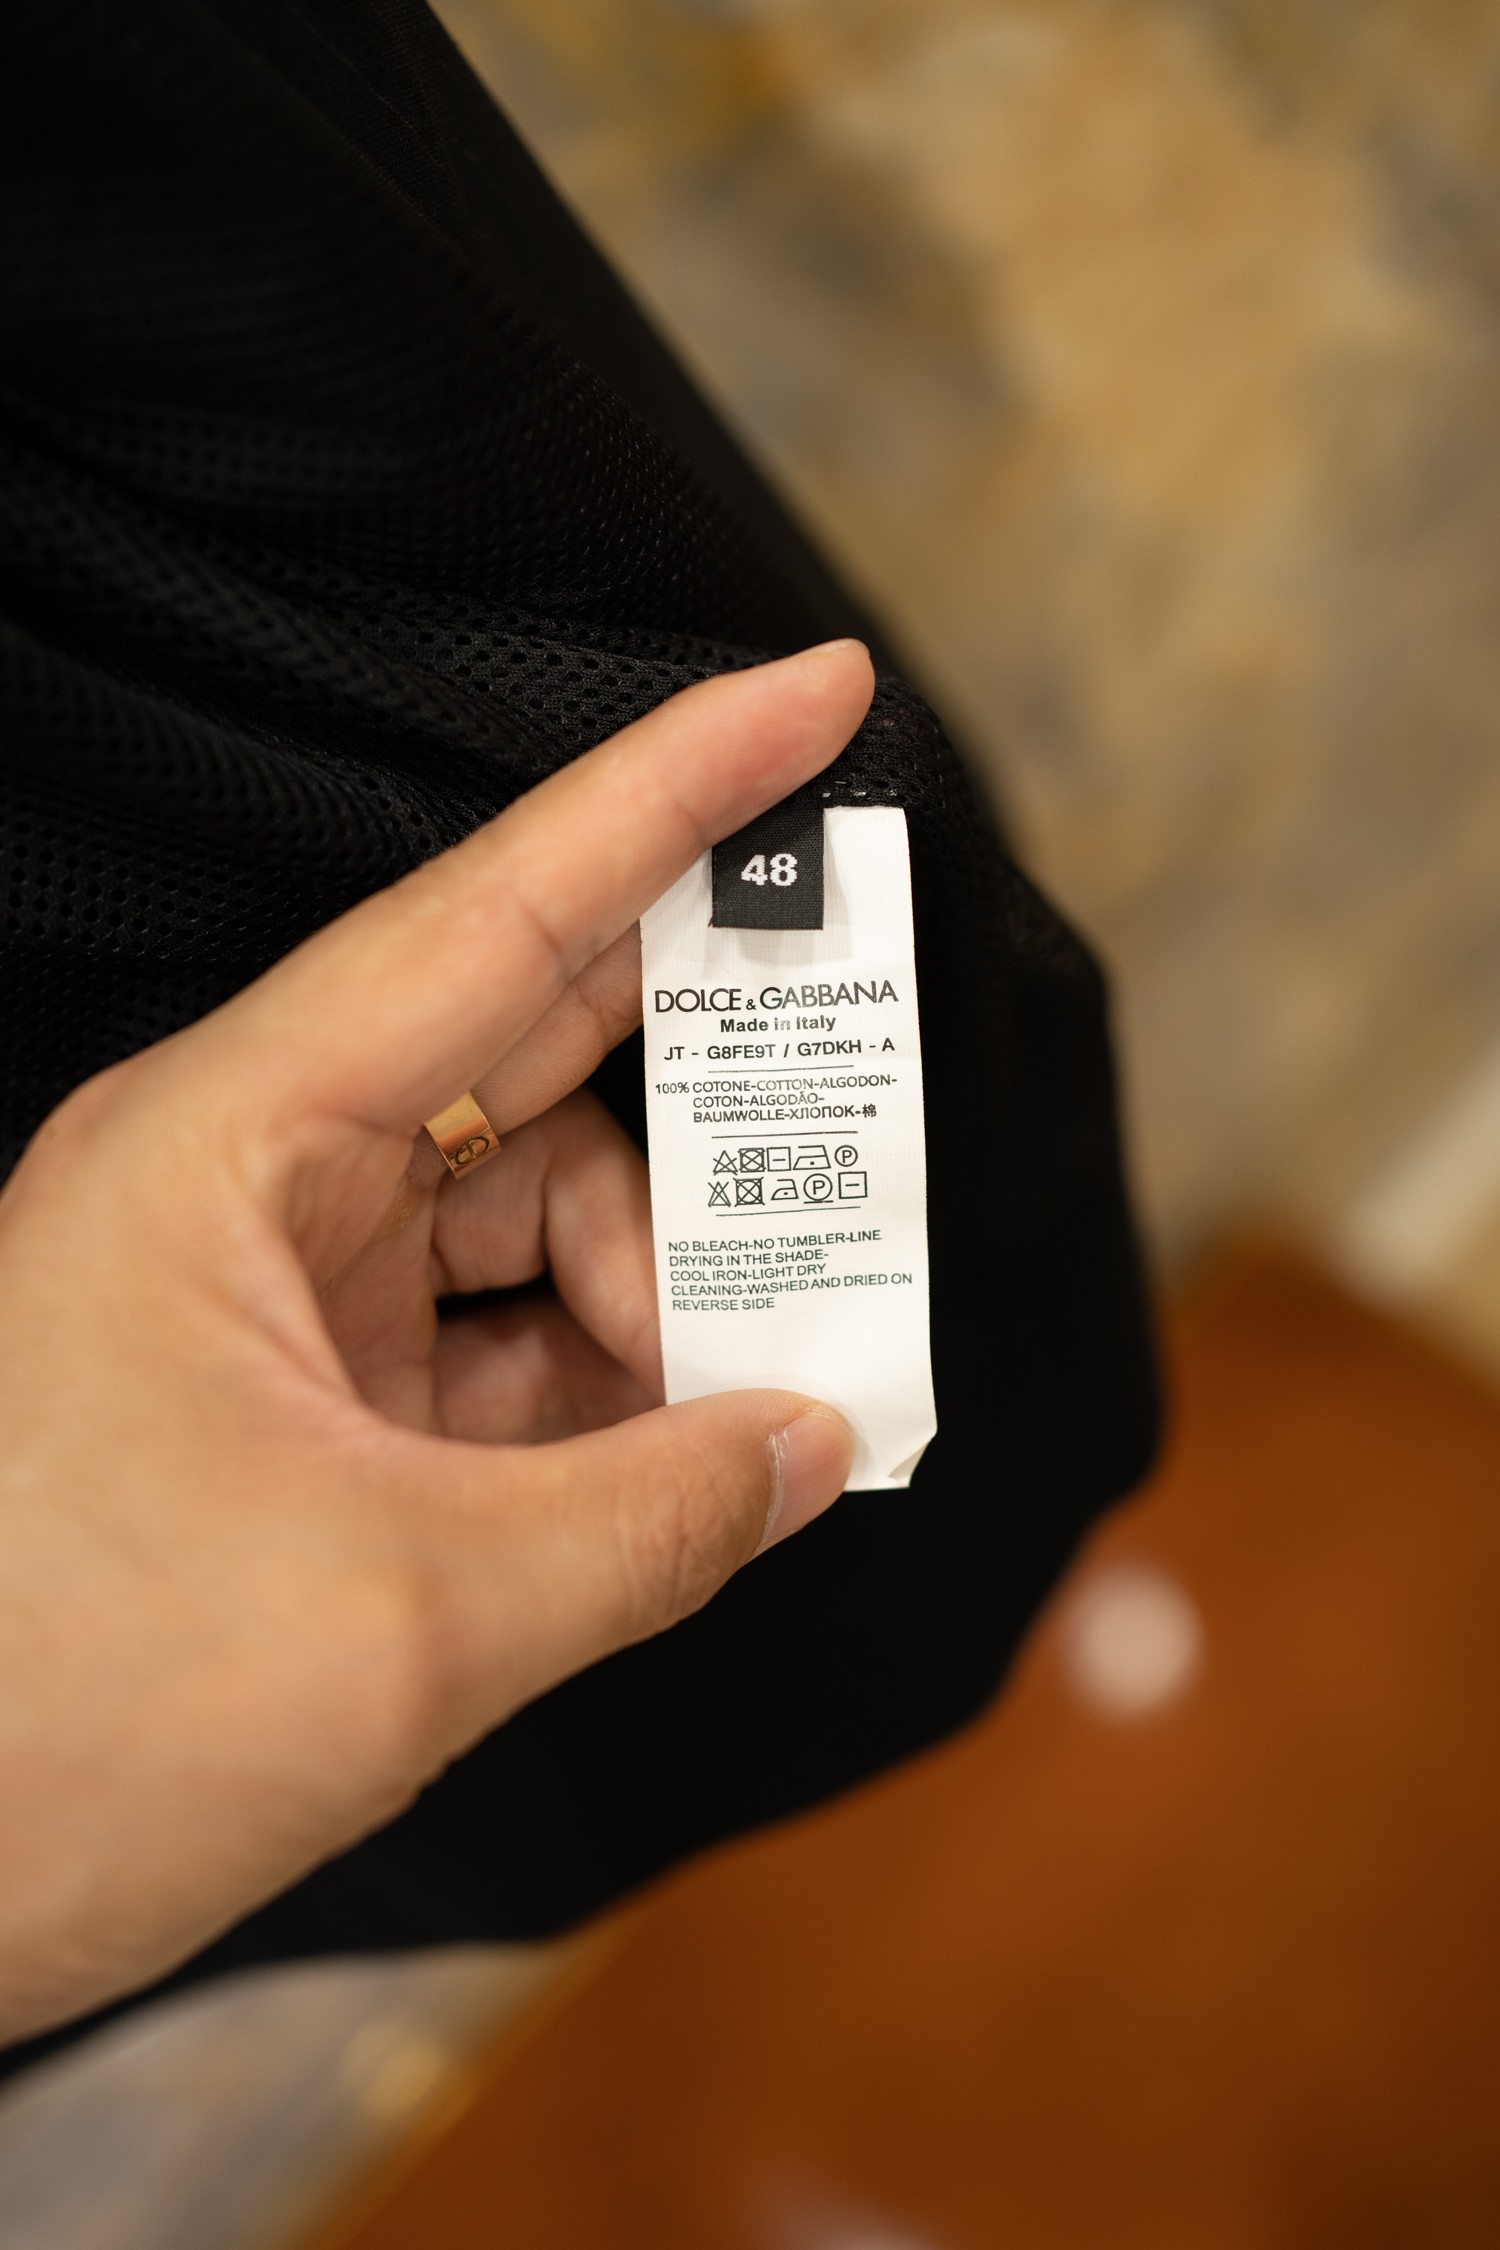 48
DOLCE & GABBANA
Made in Italy
JT - G8FE9T / G7DKH - A
100% COTONE-COTTON-ALGODON-
COTON-ALGODÃO-
BAUMWOLLE-ХЛОПОК-棉
P
P
NO BLEACH-NO TUMBLER-LINE
DRYING IN THE SHADE-
COOL IRON-LIGHT DRY
CLEANING-WASHED AND DRIED ON
REVERSE SIDE